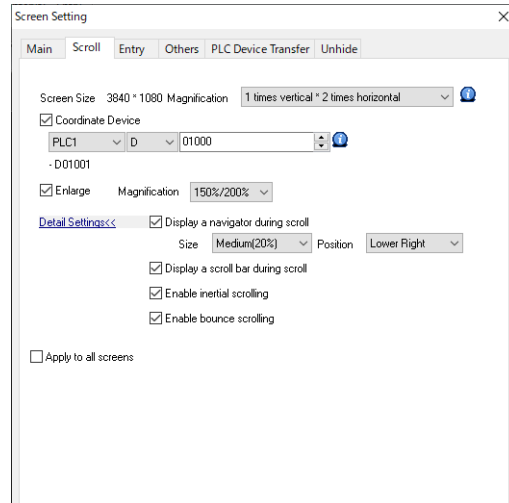 Screen Setting
Main Scroll Entry Others PLC Device Transfer Unhide
Screen Size 3840 * 1080 Magnification 1 times vertical * 2 times horizontal
Coordinate Device
PLC1 D 01000
- D01001
Enlarge Magnification 150%/200%
Detail Settings<< Display a navigator during scroll
Size Medium(20%) Position Lower Right
Display a scroll bar during scroll
Enable inertial scrolling
Enable bounce scrolling
Apply to all screens